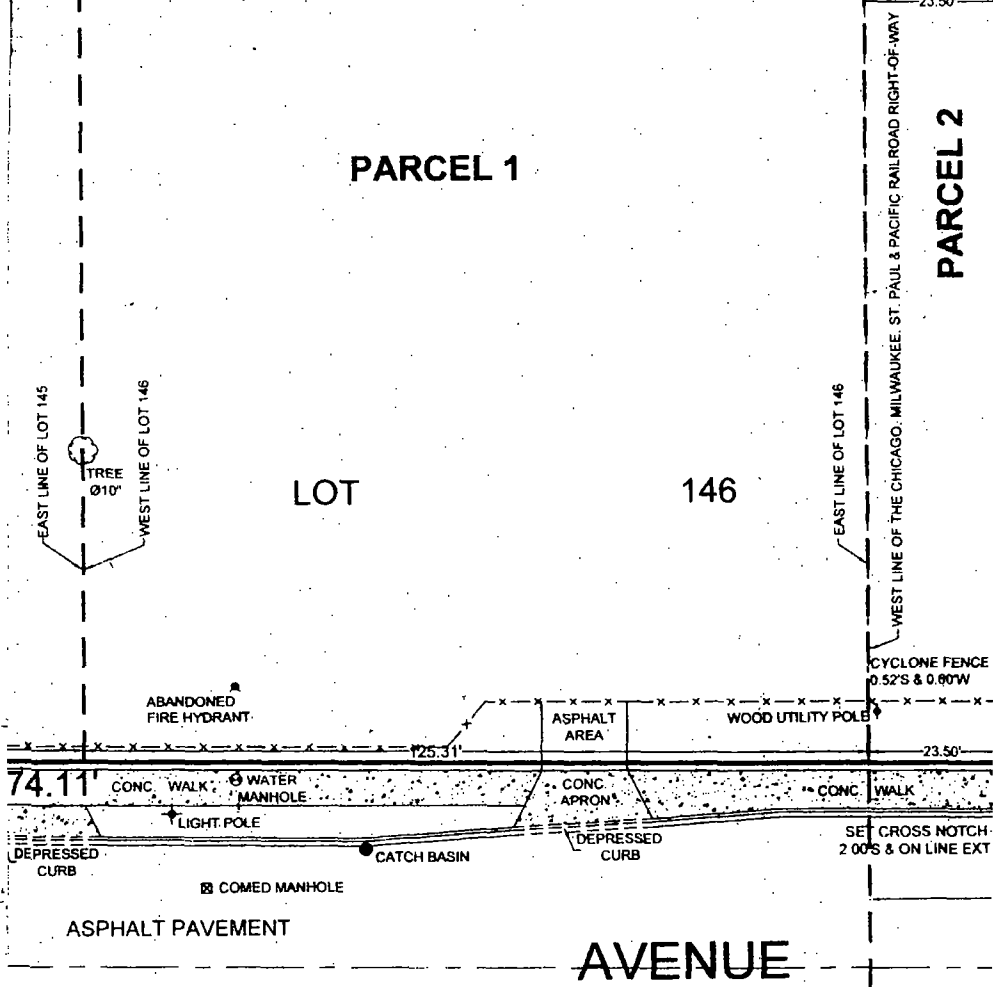 23.50'
PARCEL 1
PARCEL 2
WEST LINE OF THE CHICAGO, MILWAUKEE, ST. PAUL & PACIFIC RAILROAD RIGHT-OF-WAY
EAST LINE OF LOT 145
WEST LINE OF LOT 146
EAST LINE OF LOT 146
TREE
Ø10"
LOT 146
CYCLONE FENCE
0.52'S & 0.60'W
ABANDONED
FIRE HYDRANT
ASPHALT
AREA
WOOD UTILITY POLE
125.31'
23.50'
74.11'
CONC. WALK
WATER
MANHOLE
CONC.
APRON
CONC. WALK
LIGHT POLE
DEPRESSED
CURB
CATCH BASIN
DEPRESSED
CURB
SET CROSS NOTCH
2.00'S & ON LINE EXT
COMED MANHOLE
ASPHALT PAVEMENT
AVENUE